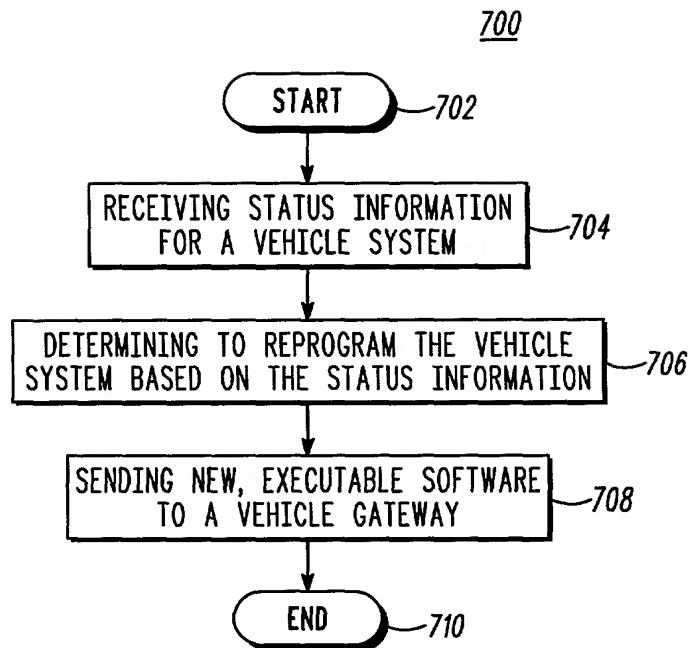 700
START
702
RECEIVING STATUS INFORMATION
FOR A VEHICLE SYSTEM
704
DETERMINING TO REPROGRAM THE VEHICLE
SYSTEM BASED ON THE STATUS INFORMATION
706
SENDING NEW, EXECUTABLE SOFTWARE
TO A VEHICLE GATEWAY
708
END
710